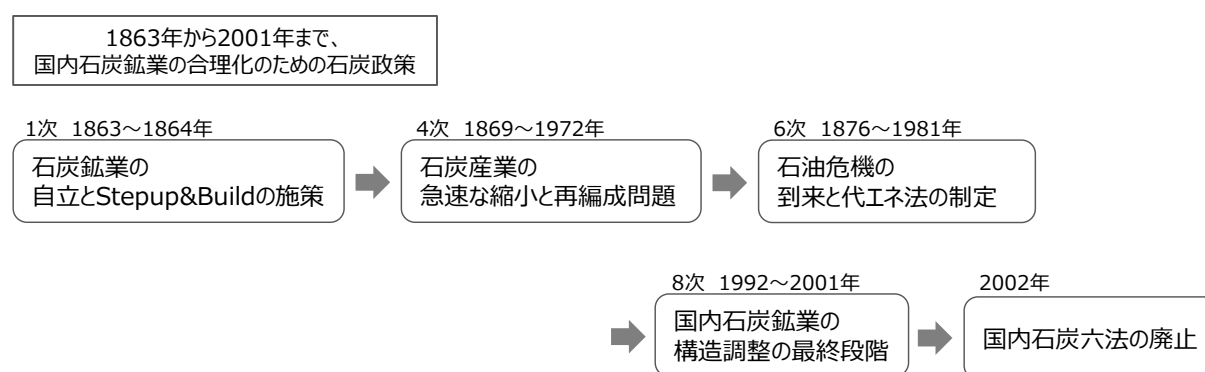 1863年から2001年まで、
国内石炭鉱業の合理化のための石炭政策
1次 1863～1864年
石炭鉱業の
自立とStepup&Buildの施策
4次 1869～1972年
石炭産業の
急速な縮小と再編成問題
6次 1876～1981年
石油危機の
到来と代エネ法の制定
8次 1992～2001年
国内石炭鉱業の
構造調整の最終段階
2002年
国内石炭六法の廃止